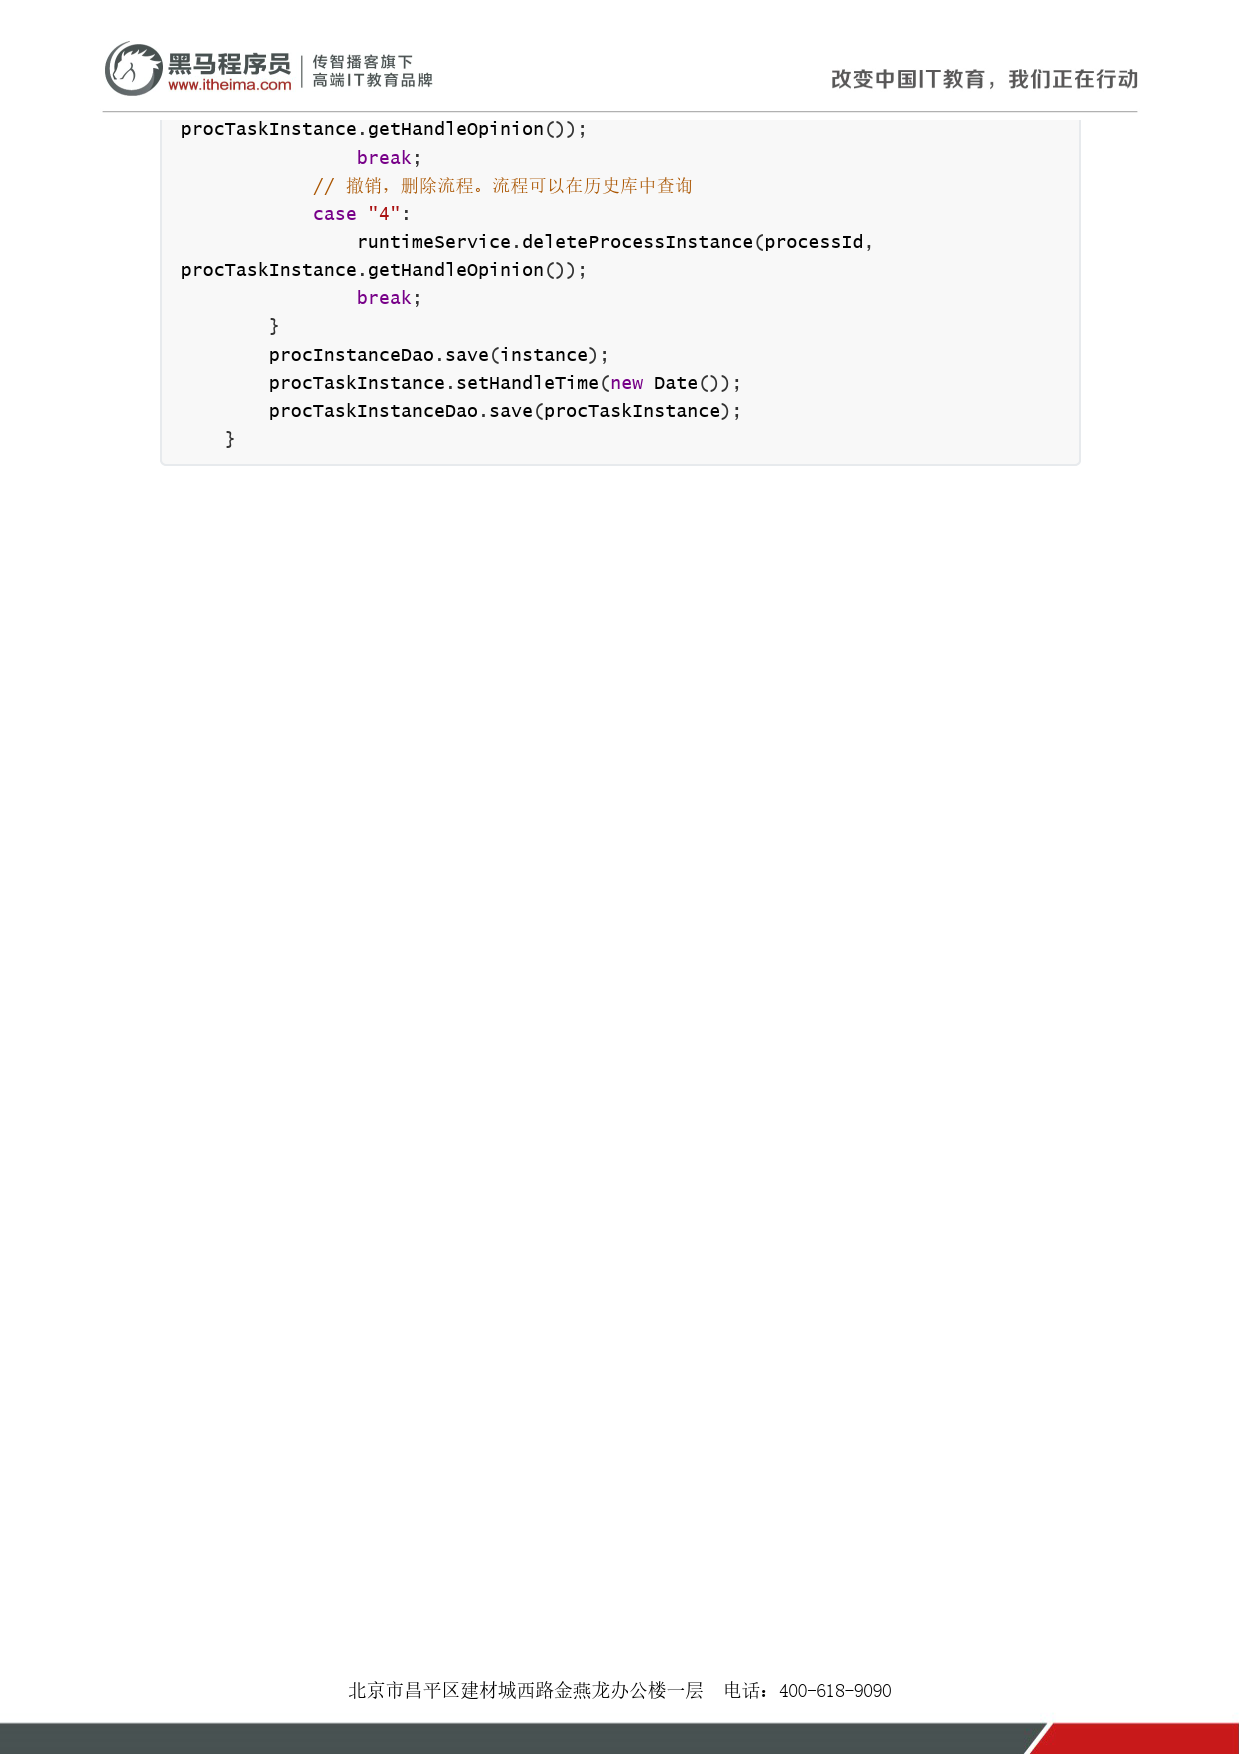 黑马程序员
www.itheima.com
传智播客旗下
高端IT教育品牌
改变中国IT教育，我们正在行动
procTaskInstance.getHandleOpinion());
                break;
            // 撤销，删除流程。流程可以在历史库中查询
            case "4":
                runtimeService.deleteProcessInstance(processId,
procTaskInstance.getHandleOpinion());
                break;
        }
        procInstanceDao.save(instance);
        procTaskInstance.setHandleTime(new Date());
        procTaskInstanceDao.save(procTaskInstance);
    }
北京市昌平区建材城西路金燕龙办公楼一层 电话：400-618-9090